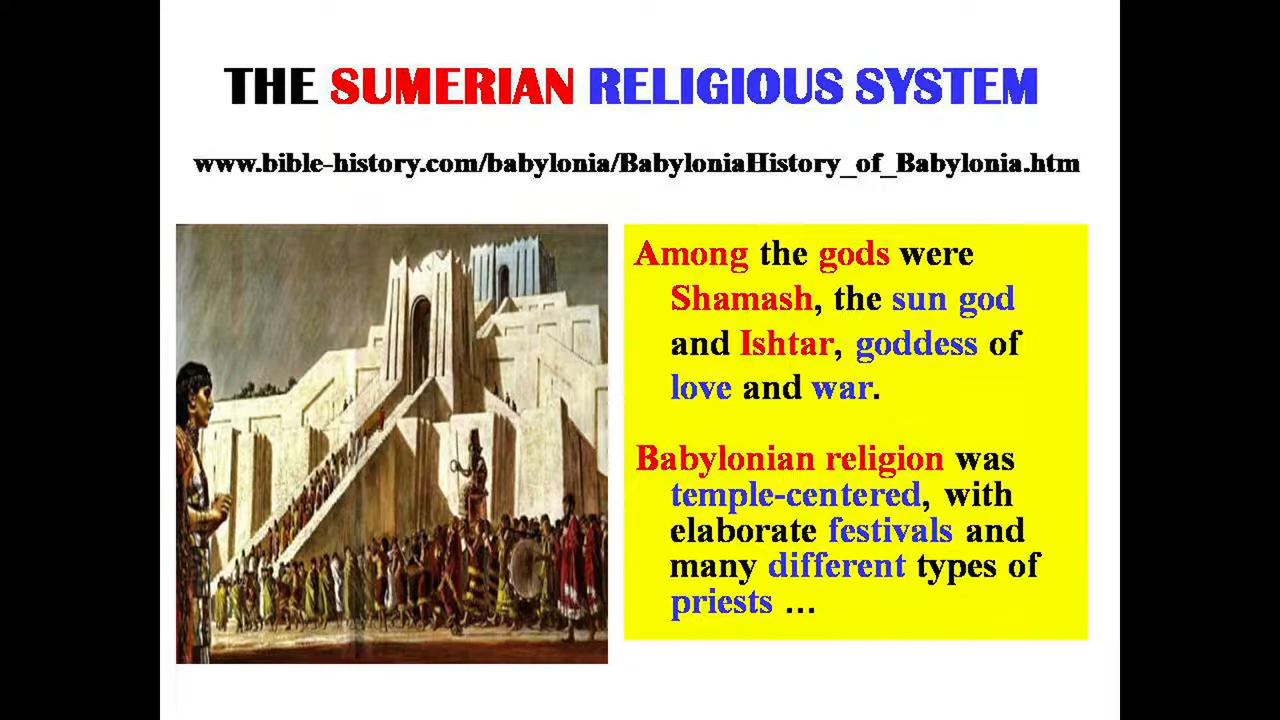 THE SUMERIAN RELIGIOUS SYSTEM
www.bible-history.com/babylonia/BabyloniaHistory_of_Babylonia.htm
Among the gods were
Shamash, the sun god
and Ishtar, goddess of
love and war.
Babylonian religion was
temple-centered, with
elaborate festivals and
many different types of
priests …